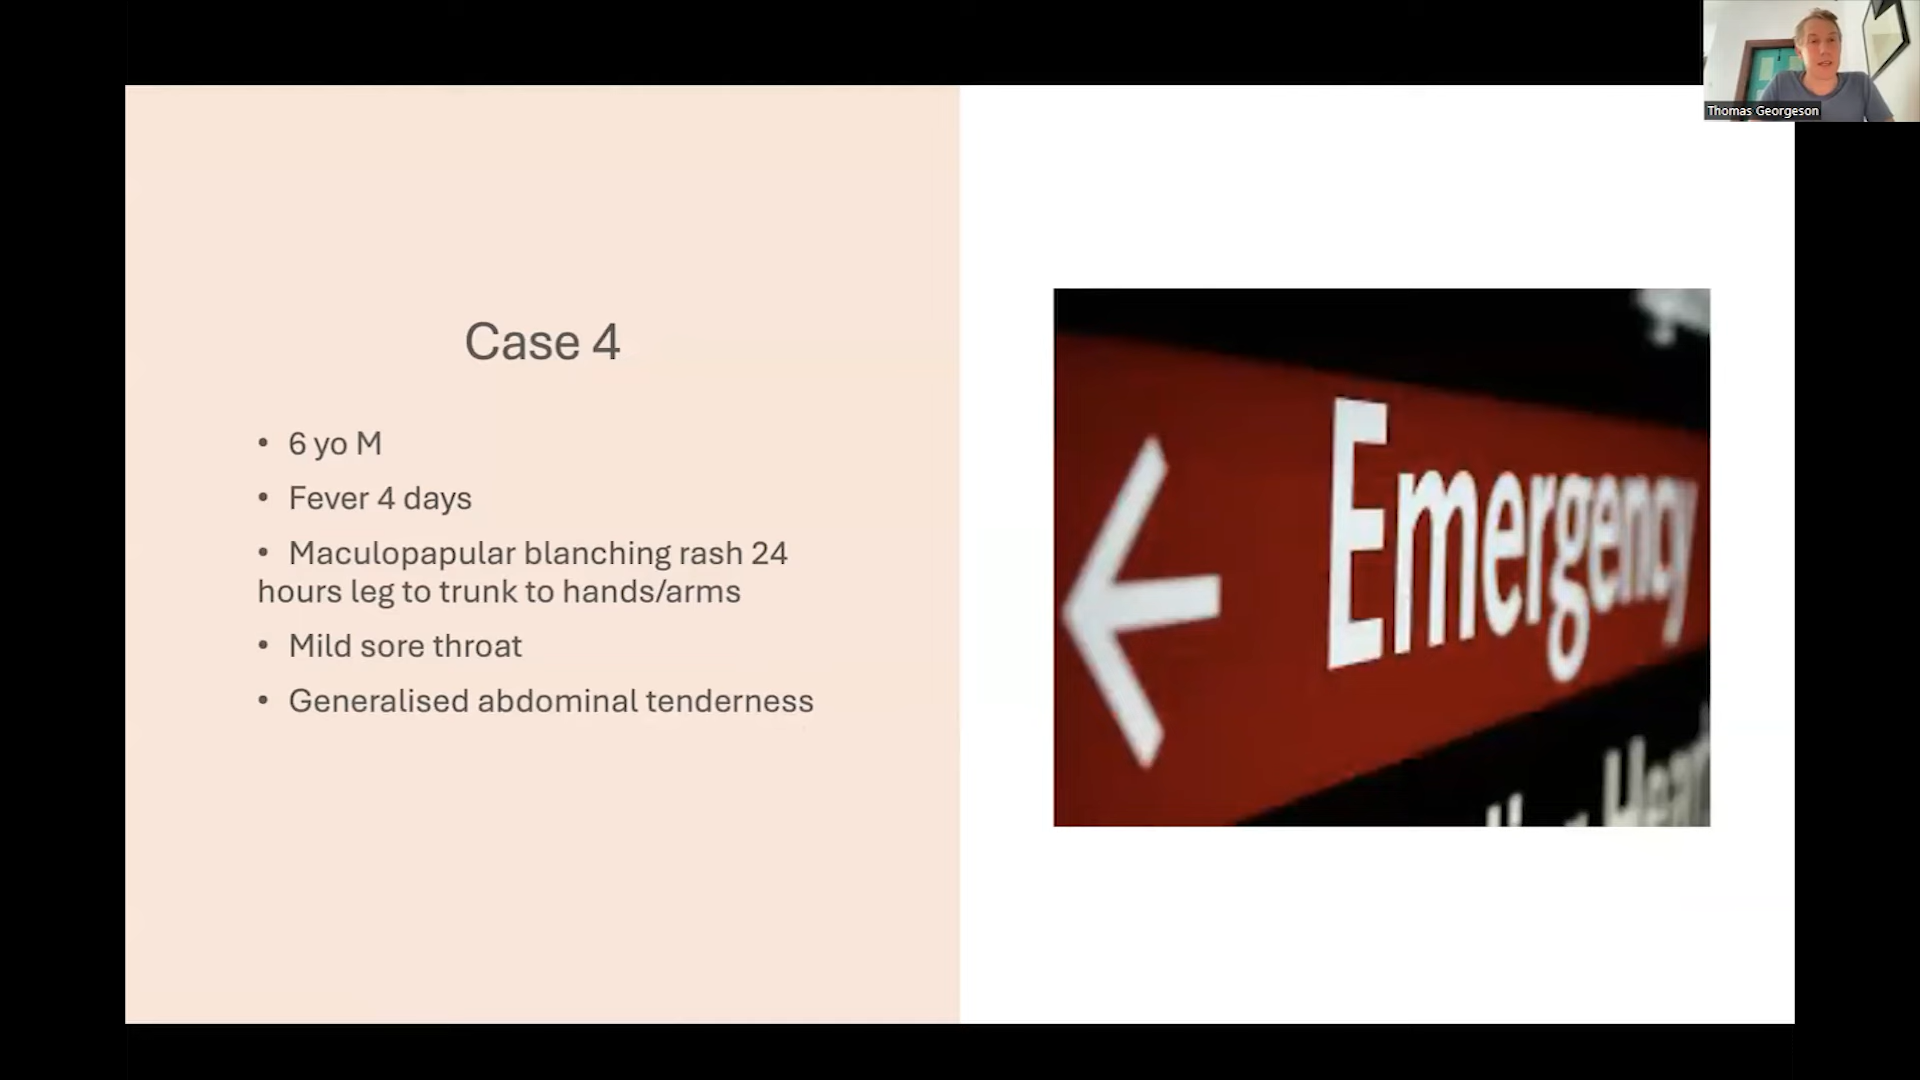 Thomas Georgeson
Case 4
• 6 yo M
• Fever 4 days
• Maculopapular blanching rash 24
hours leg to trunk to hands/arms
• Mild sore throat
• Generalised abdominal tenderness
Emergency